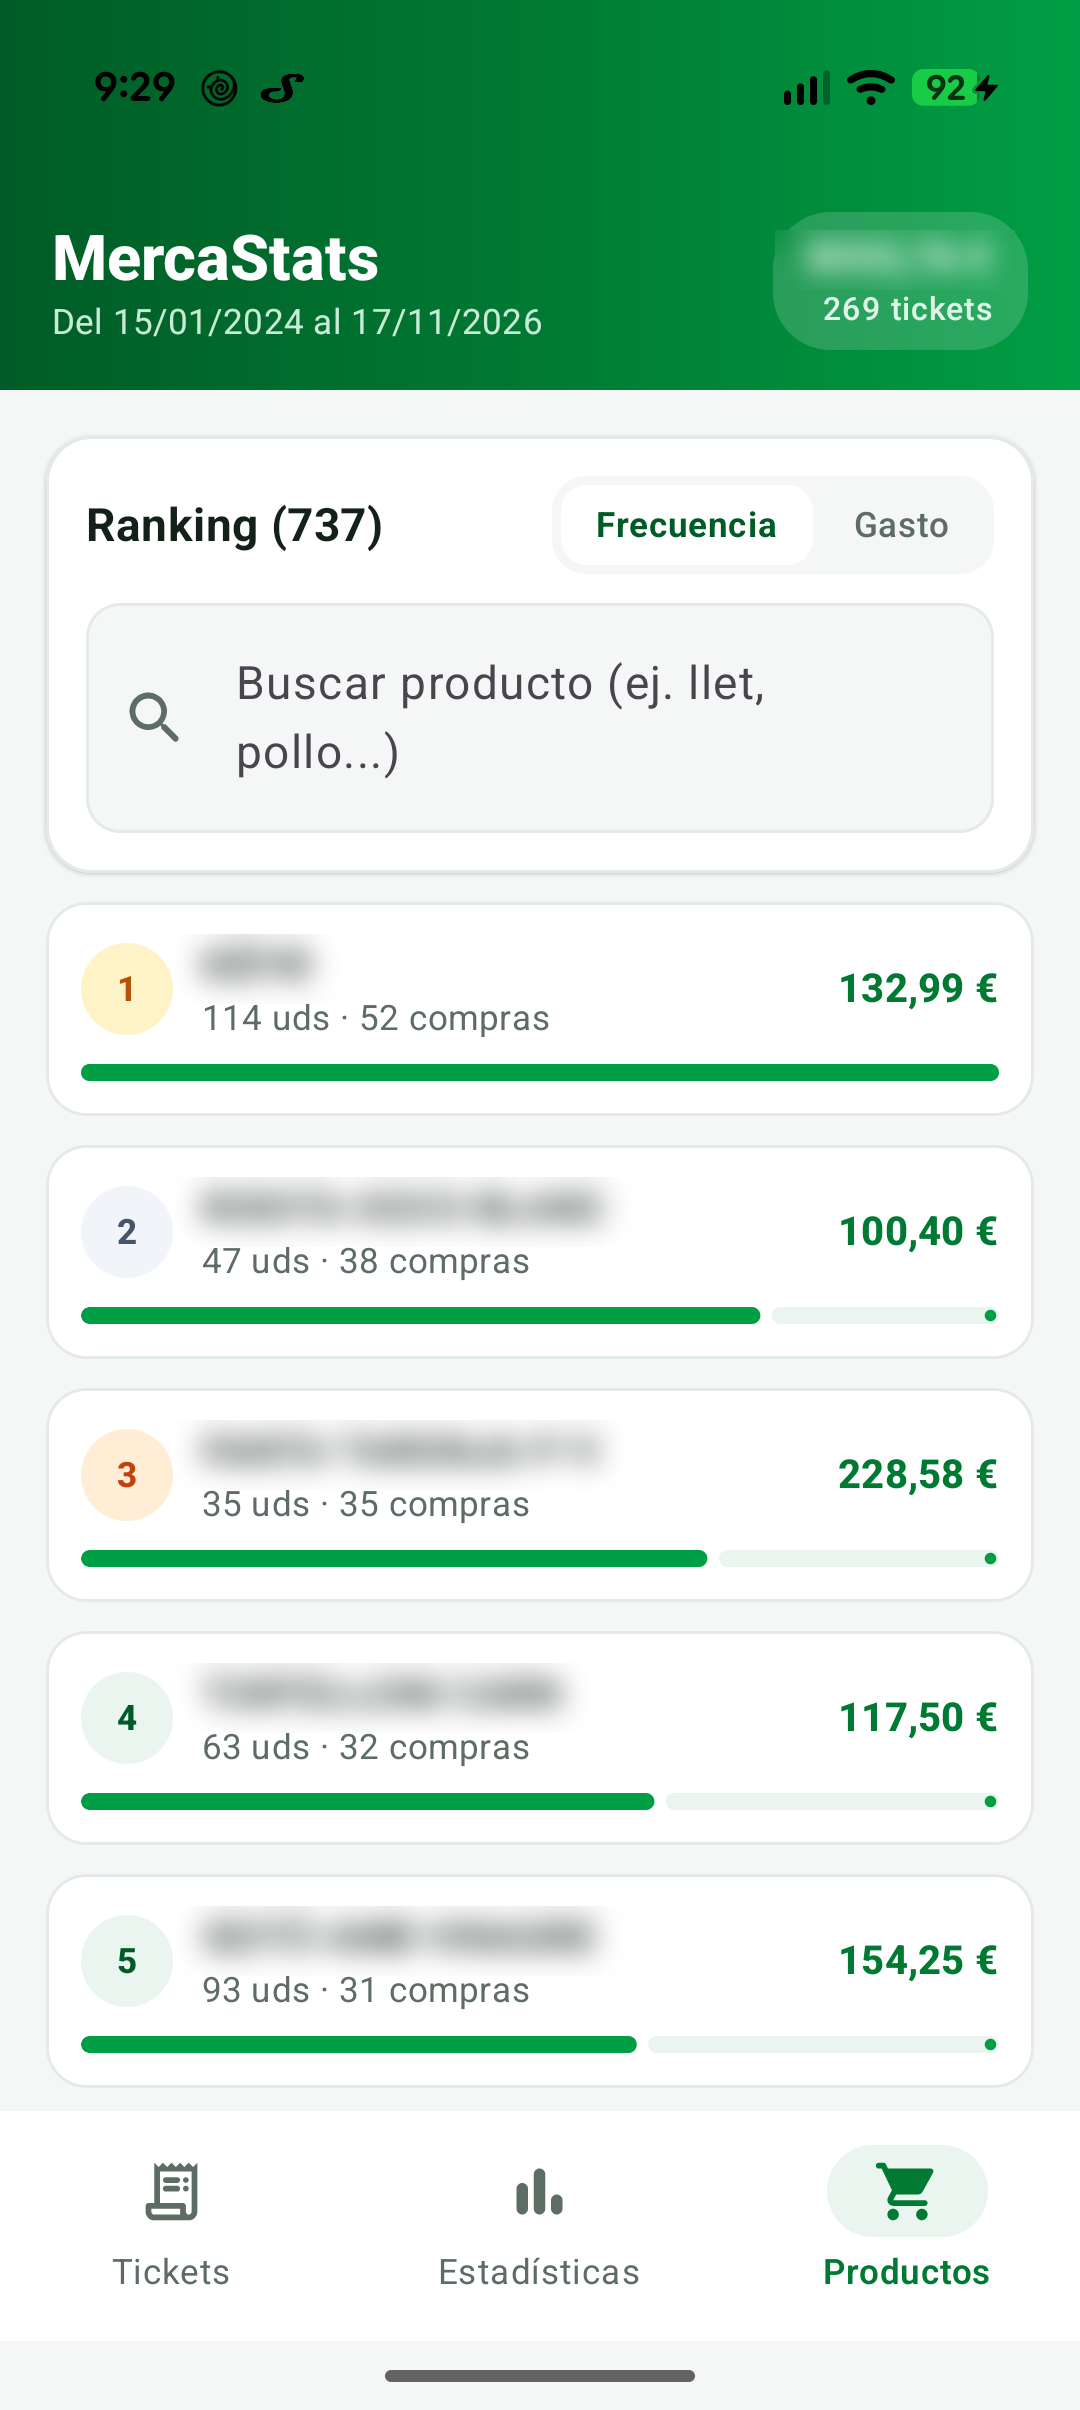 9:29
92
MercaStats
Del 15/01/2024 al 17/11/2026
269 tickets
Ranking (737)
Frecuencia
Gasto
Buscar producto (ej. llet,
pollo...)
1
114 uds · 52 compras
132,99 €
2
47 uds · 38 compras
100,40 €
3
35 uds · 35 compras
228,58 €
4
63 uds · 32 compras
117,50 €
5
93 uds · 31 compras
154,25 €
Tickets
Estadísticas
Productos